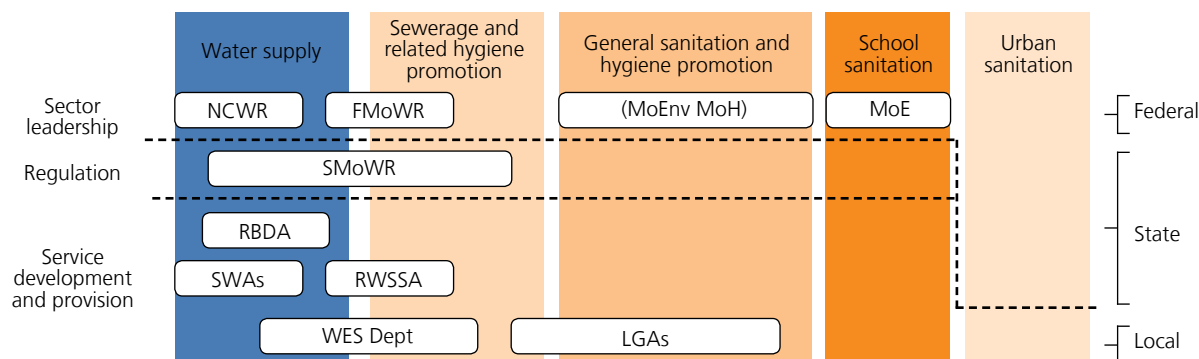 Water supply
Sewerage and
related hygiene
promotion
General sanitation and
hygiene promotion
School
sanitation
Urban
sanitation
Sector
leadership
NCWR
FMoWR
(MoEnv MoH)
MoE
Federal
Regulation
SMoWR
RBDA
State
Service
development
and provision
SWAs
RWSSA
WES Dept
LGAs
Local